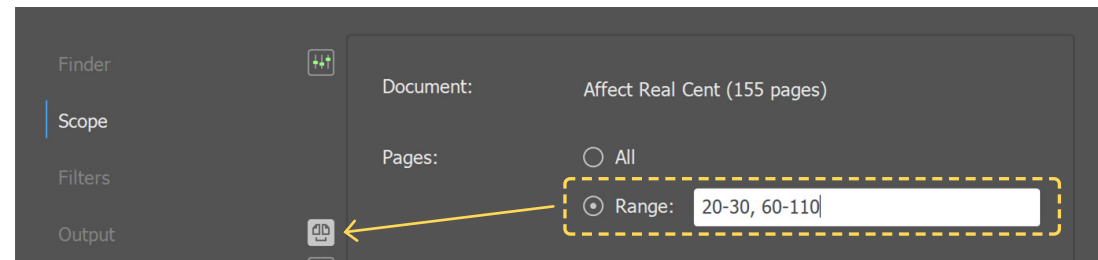 Finder
Document: Affect Real Cent (155 pages)
Scope
Pages: All
Filters
Range: 20-30, 60-110
Output